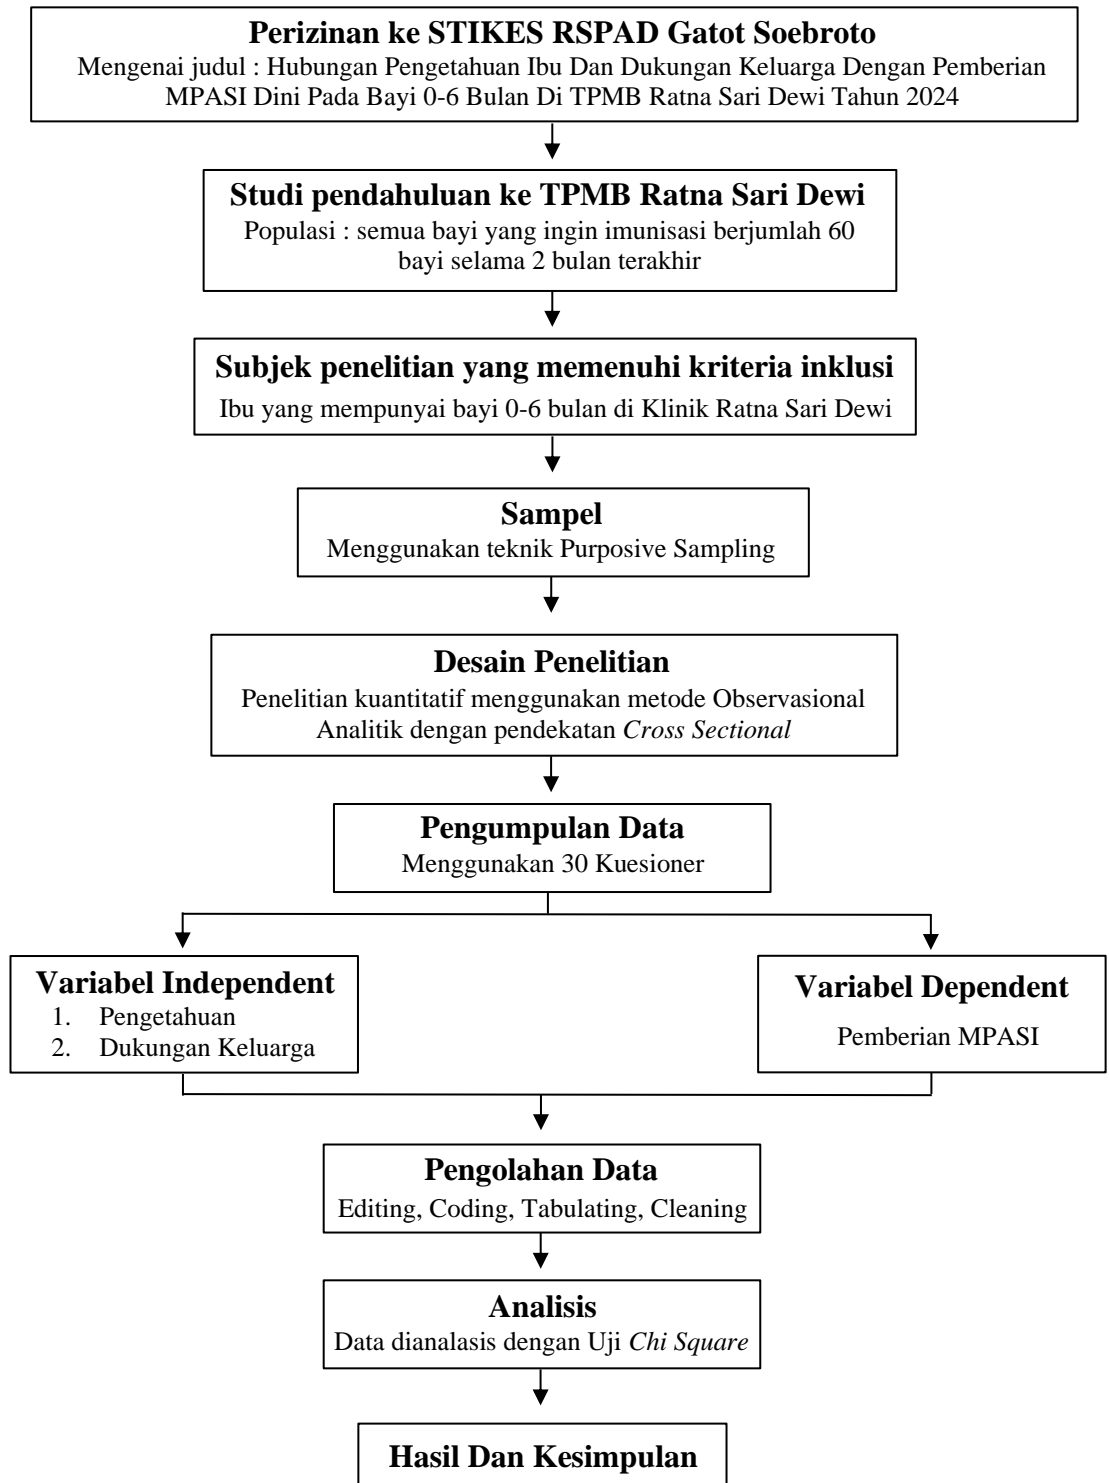 Perizinan ke STIKES RSPAD Gatot Soebroto
Mengenai judul : Hubungan Pengetahuan Ibu Dan Dukungan Keluarga Dengan Pemberian
MPASI Dini Pada Bayi 0-6 Bulan Di TPMB Ratna Sari Dewi Tahun 2024
Studi pendahuluan ke TPMB Ratna Sari Dewi
Populasi : semua bayi yang ingin imunisasi berjumlah 60
bayi selama 2 bulan terakhir
Subjek penelitian yang memenuhi kriteria inklusi
Ibu yang mempunyai bayi 0-6 bulan di Klinik Ratna Sari Dewi
Sampel
Menggunakan teknik Purposive Sampling
Desain Penelitian
Penelitian kuantitatif menggunakan metode Observasional
Analitik dengan pendekatan Cross Sectional
Pengumpulan Data
Menggunakan 30 Kuesioner
Variabel Independent
1. Pengetahuan
2. Dukungan Keluarga
Variabel Dependent
Pemberian MPASI
Pengolahan Data
Editing, Coding, Tabulating, Cleaning
Analisis
Data dianalasis dengan Uji Chi Square
Hasil Dan Kesimpulan